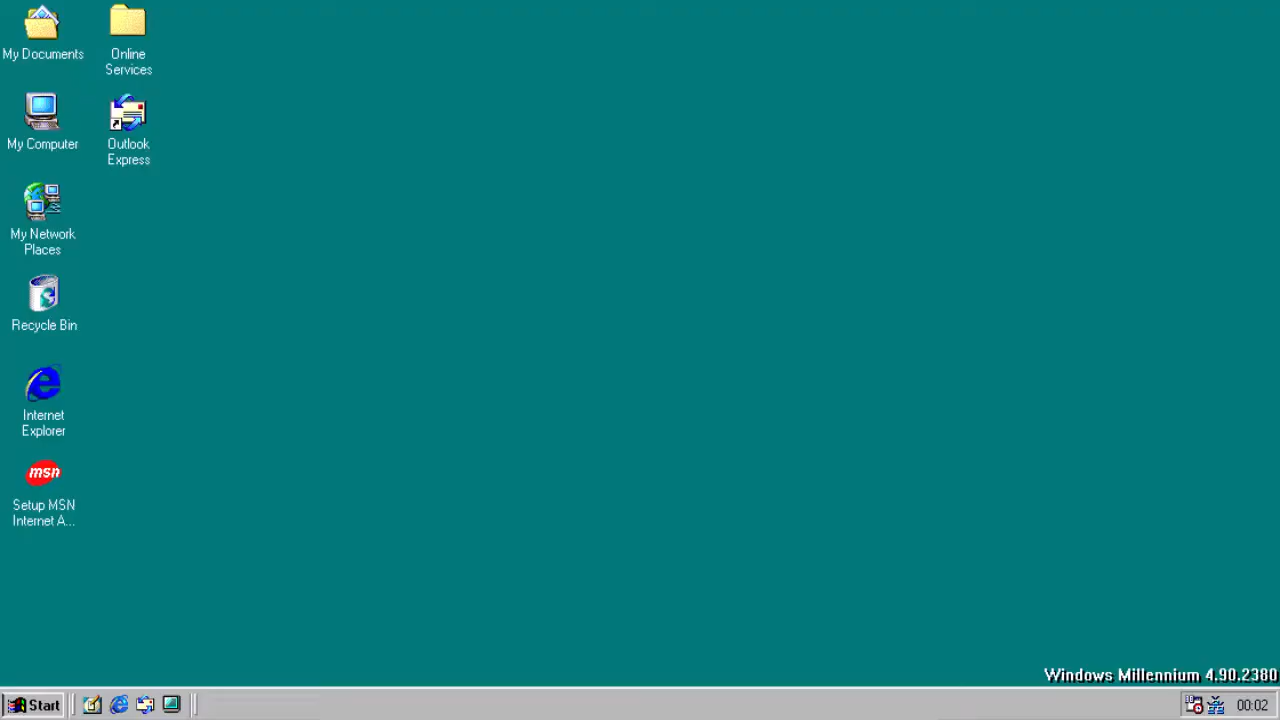 My Documents
Online
Services
My Computer
Outlook
Express
My Network
Places
Recycle Bin
Internet
Explorer
msn
Setup MSN
Internet A...
Windows Millennium 4.90.2380
Start
00:02